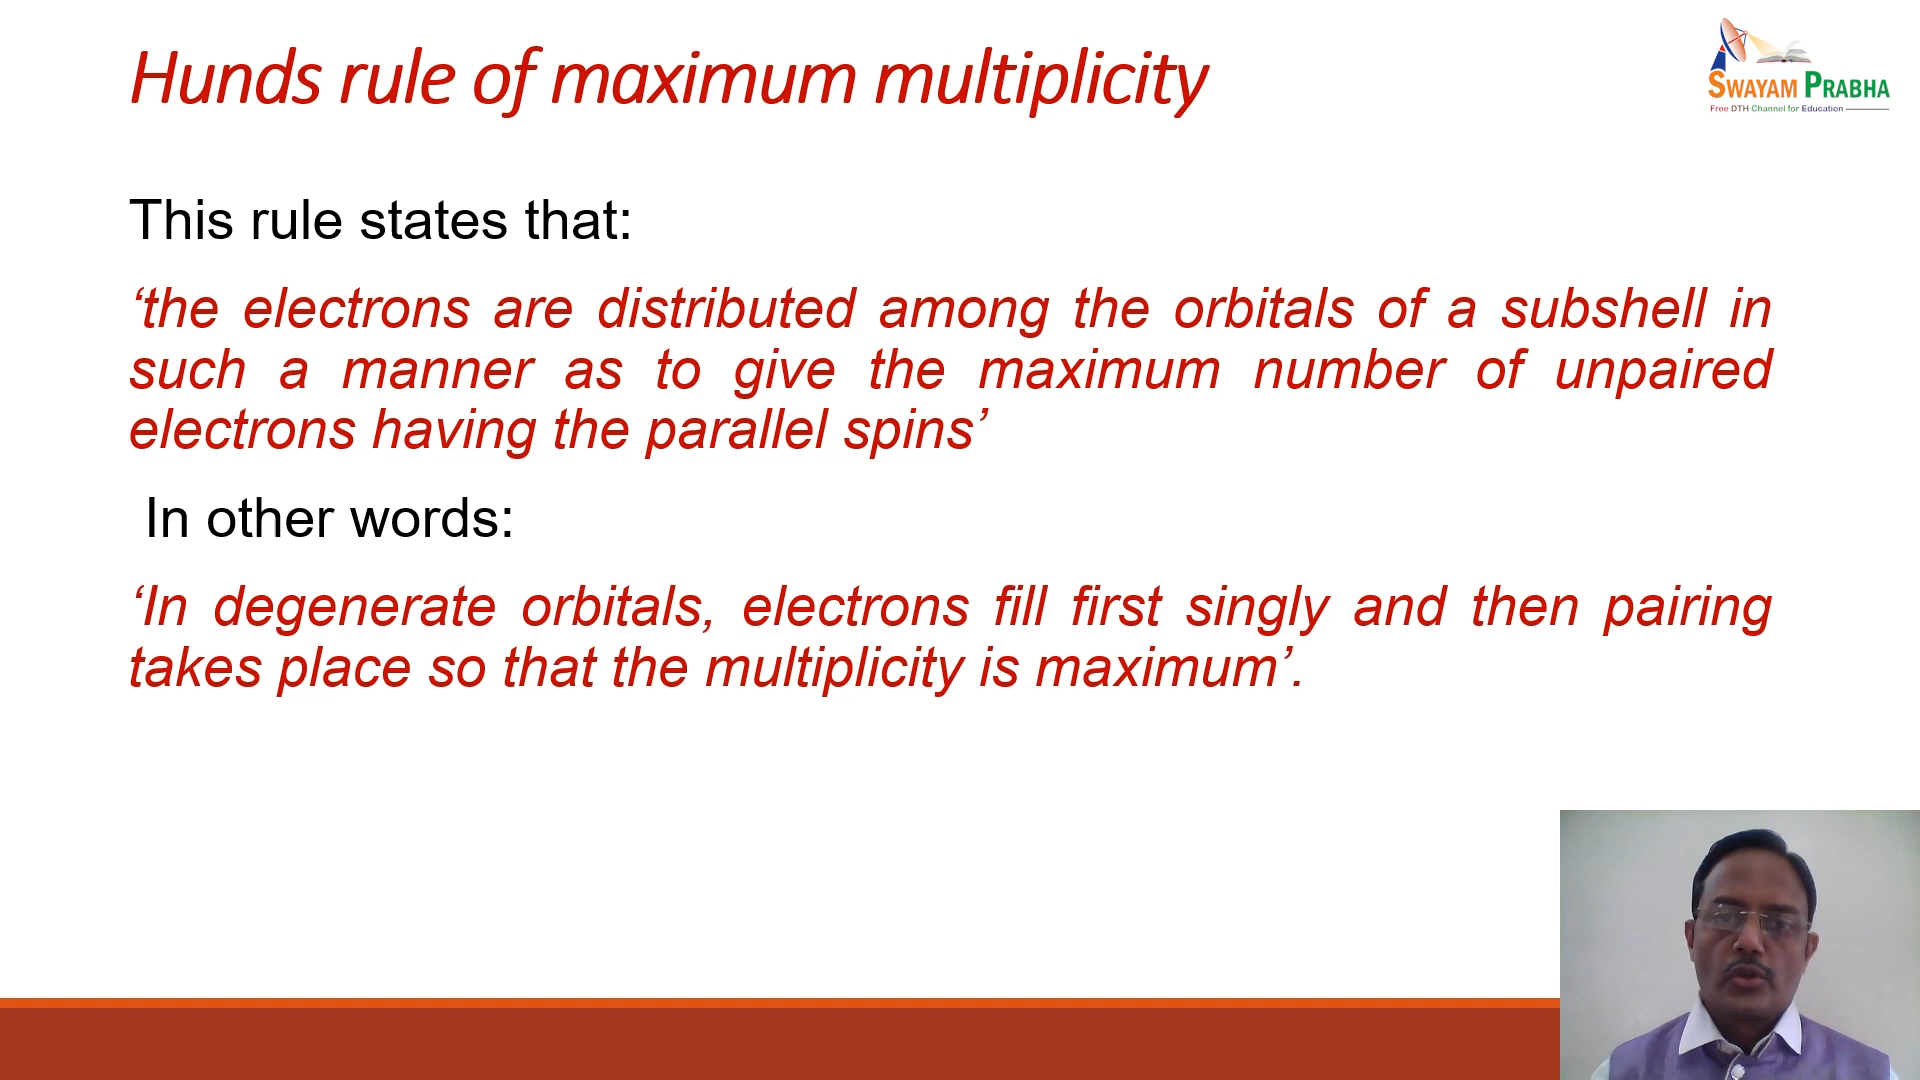 Hunds rule of maximum multiplicity
SWAYAM PRABHA
Free DTH Channel for Education
This rule states that:
‘the electrons are distributed among the orbitals of a subshell in
such a manner as to give the maximum number of unpaired
electrons having the parallel spins’
In other words:
‘In degenerate orbitals, electrons fill first singly and then pairing
takes place so that the multiplicity is maximum’.